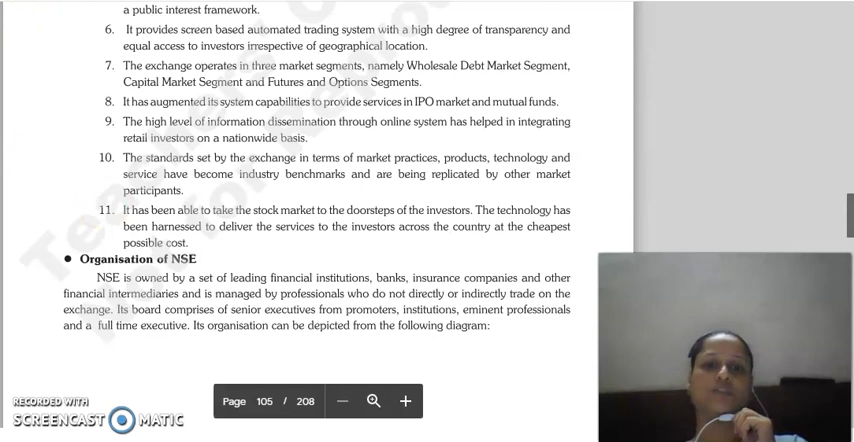 a public interest framework.
6. It provides screen based automated trading system with a high degree of transparency and
equal access to investors irrespective of geographical location.
7. The exchange operates in three market segments, namely Wholesale Debt Market Segment,
Capital Market Segment and Futures and Options Segments.
8. It has augmented its system capabilities to provide services in IPO market and mutual funds.
9. The high level of information dissemination through online system has helped in integrating
retail investors on a nationwide basis.
10. The standards set by the exchange in terms of market practices, products, technology and
service have become industry benchmarks and are being replicated by other market
participants.
11. It has been able to take the stock market to the doorsteps of the investors. The technology has
been harnessed to deliver the services to the investors across the country at the cheapest
possible cost.
● Organisation of NSE
NSE is owned by a set of leading financial institutions, banks, insurance companies and other
financial intermediaries and is managed by professionals who do not directly or indirectly trade on the
exchange. Its board comprises of senior executives from promoters, institutions, eminent professionals
and a full time executive. Its organisation can be depicted from the following diagram:
Page 105 / 208
RECORDED WITH
SCREENCAST MATIC